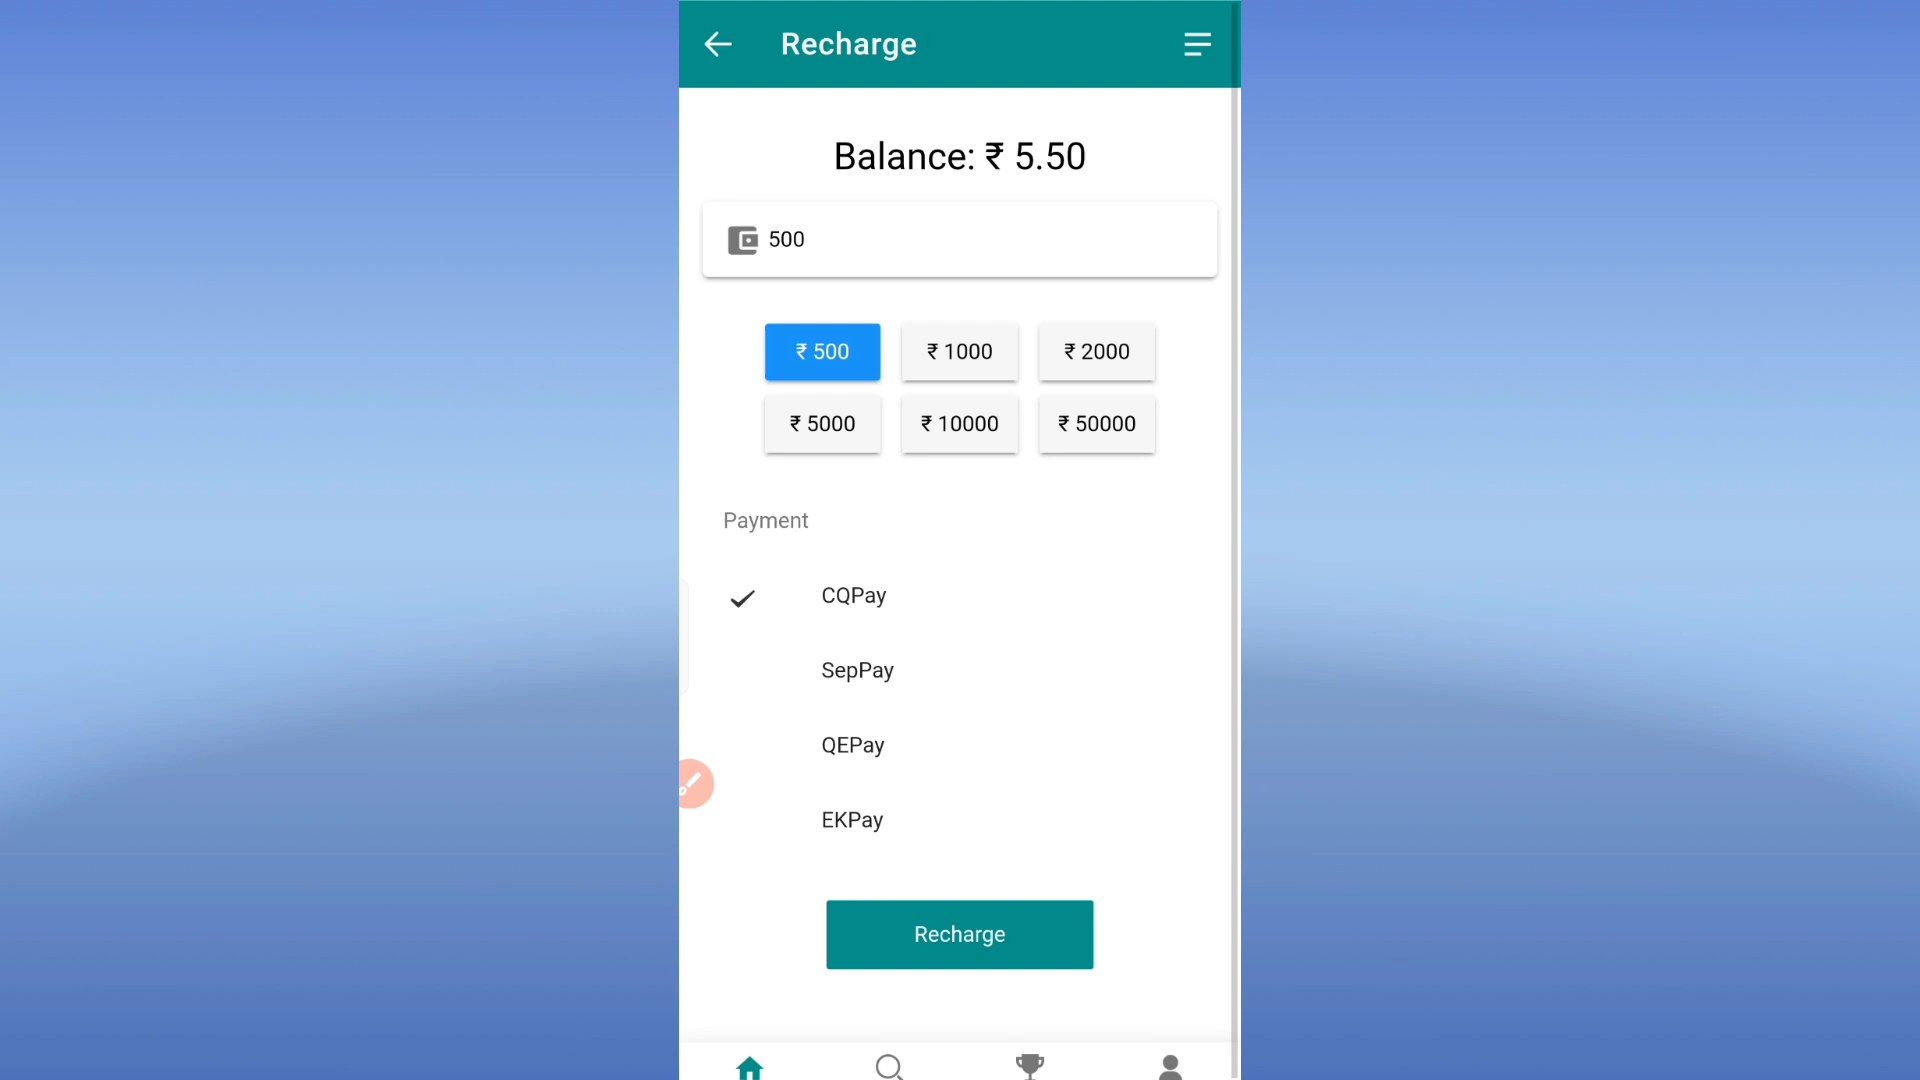 Recharge
Balance: ₹ 5.50
500
₹ 500 ₹ 1000 ₹ 2000
₹ 5000 ₹ 10000 ₹ 50000
Payment
CQPay
SepPay
QEPay
EKPay
Recharge